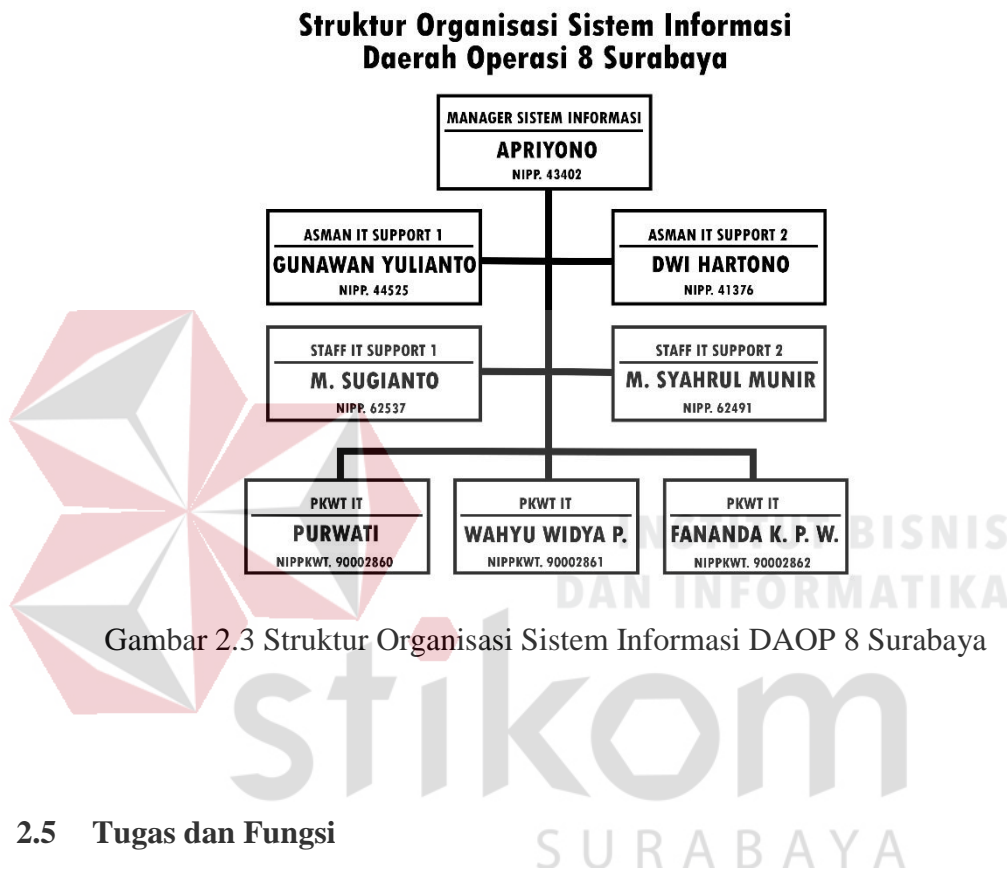 Struktur Organisasi Sistem Informasi
Daerah Operasi 8 Surabaya
MANAGER SISTEM INFORMASI
APRIYONO
NIPP. 43402
ASMAN IT SUPPORT 1
GUNAWAN YULIANTO
NIPP. 44525
ASMAN IT SUPPORT 2
DWI HARTONO
NIPP. 41376
STAFF IT SUPPORT 1
M. SUGIANTO
NIPP. 62537
STAFF IT SUPPORT 2
M. SYAHRUL MUNIR
NIPP. 62491
PKWT IT
PURWATI
NIPPKWT. 90002860
PKWT IT
WAHYU WIDYA P.
NIPPKWT. 90002861
PKWT IT
FANANDA K. P. W.
NIPPKWT. 90002862
INSTITUT BISNIS
DAN INFORMATIKA
Gambar 2.3 Struktur Organisasi Sistem Informasi DAOP 8 Surabaya
stikom
SURABAYA
2.5 Tugas dan Fungsi